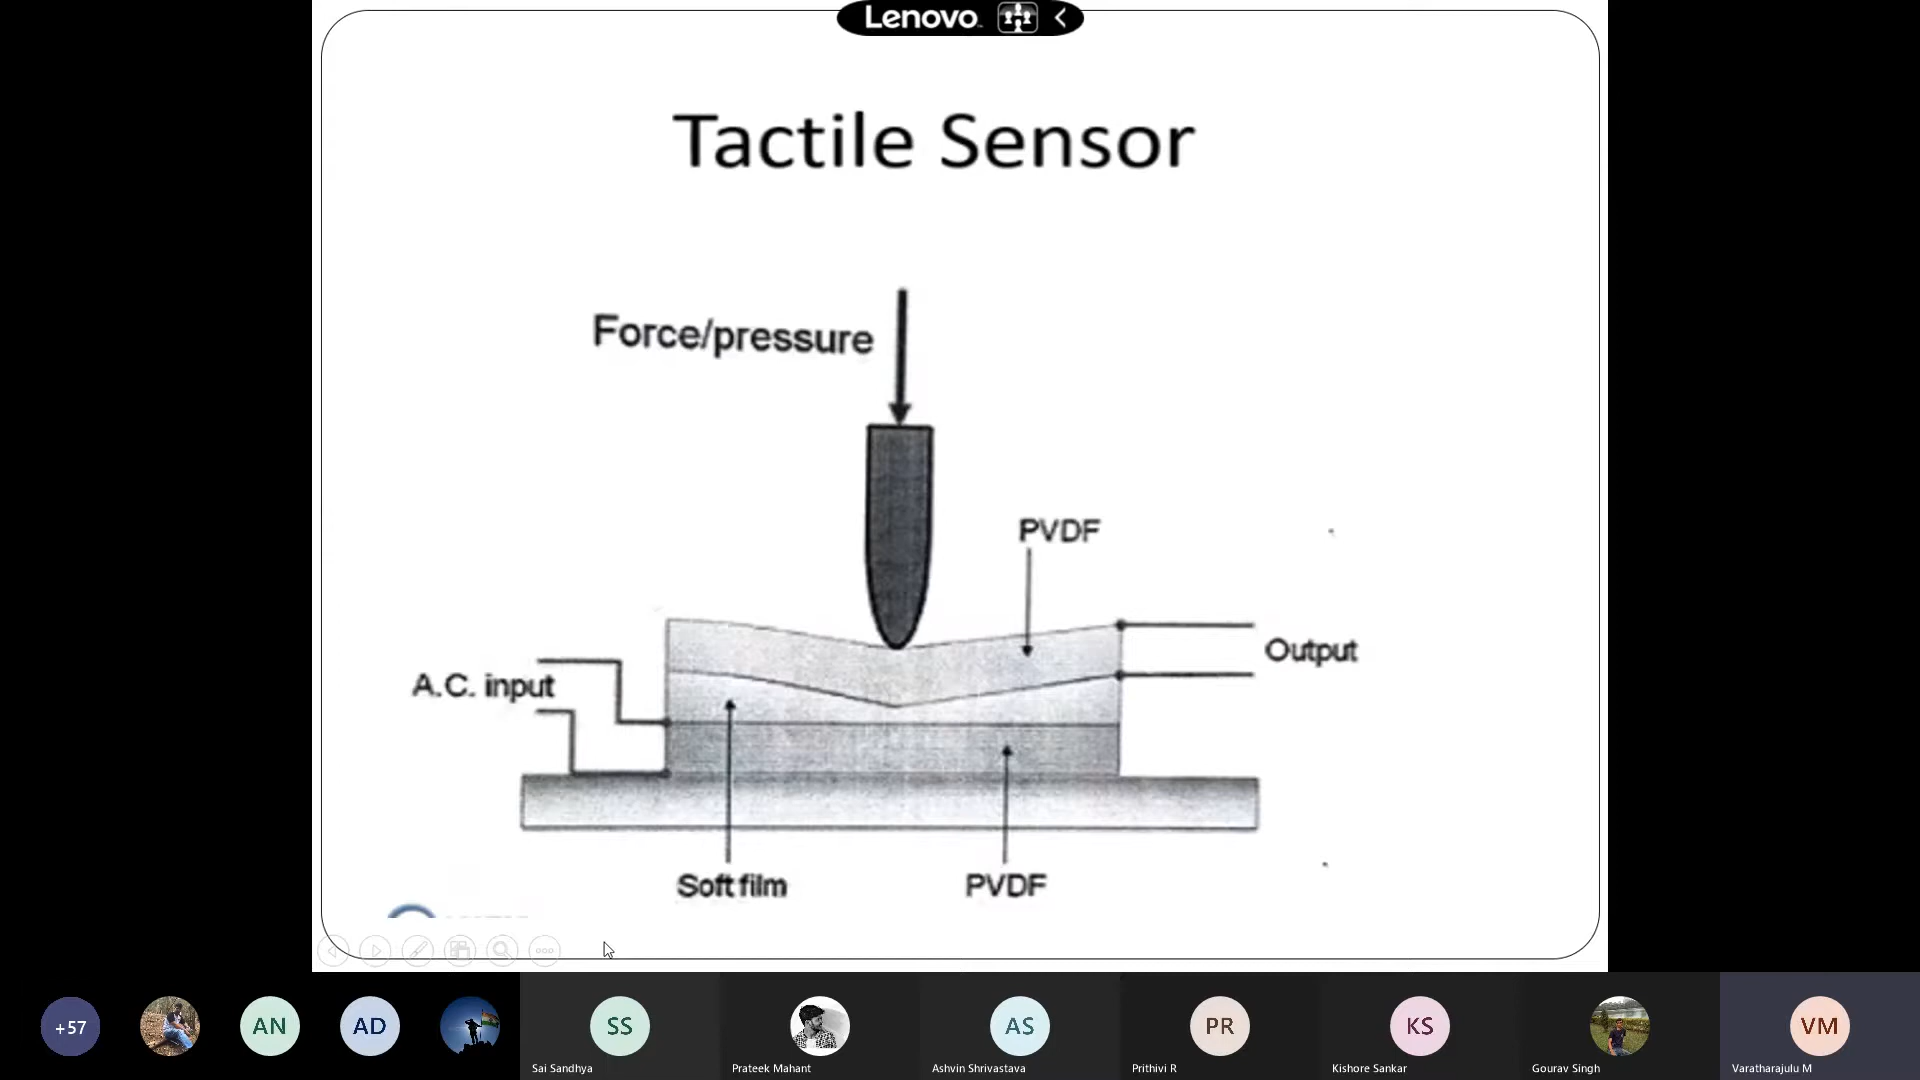 Lenovo
Tactile Sensor
Force/pressure
PVDF
Output
A.C. input
Soft film
PVDF
+57
AN
AD
SS
AS
PR
KS
VM
Sai Sandhya
Prateek Mahant
Ashvin Shrivastava
Prithivi R
Kishore Sankar
Gourav Singh
Varatharajulu M